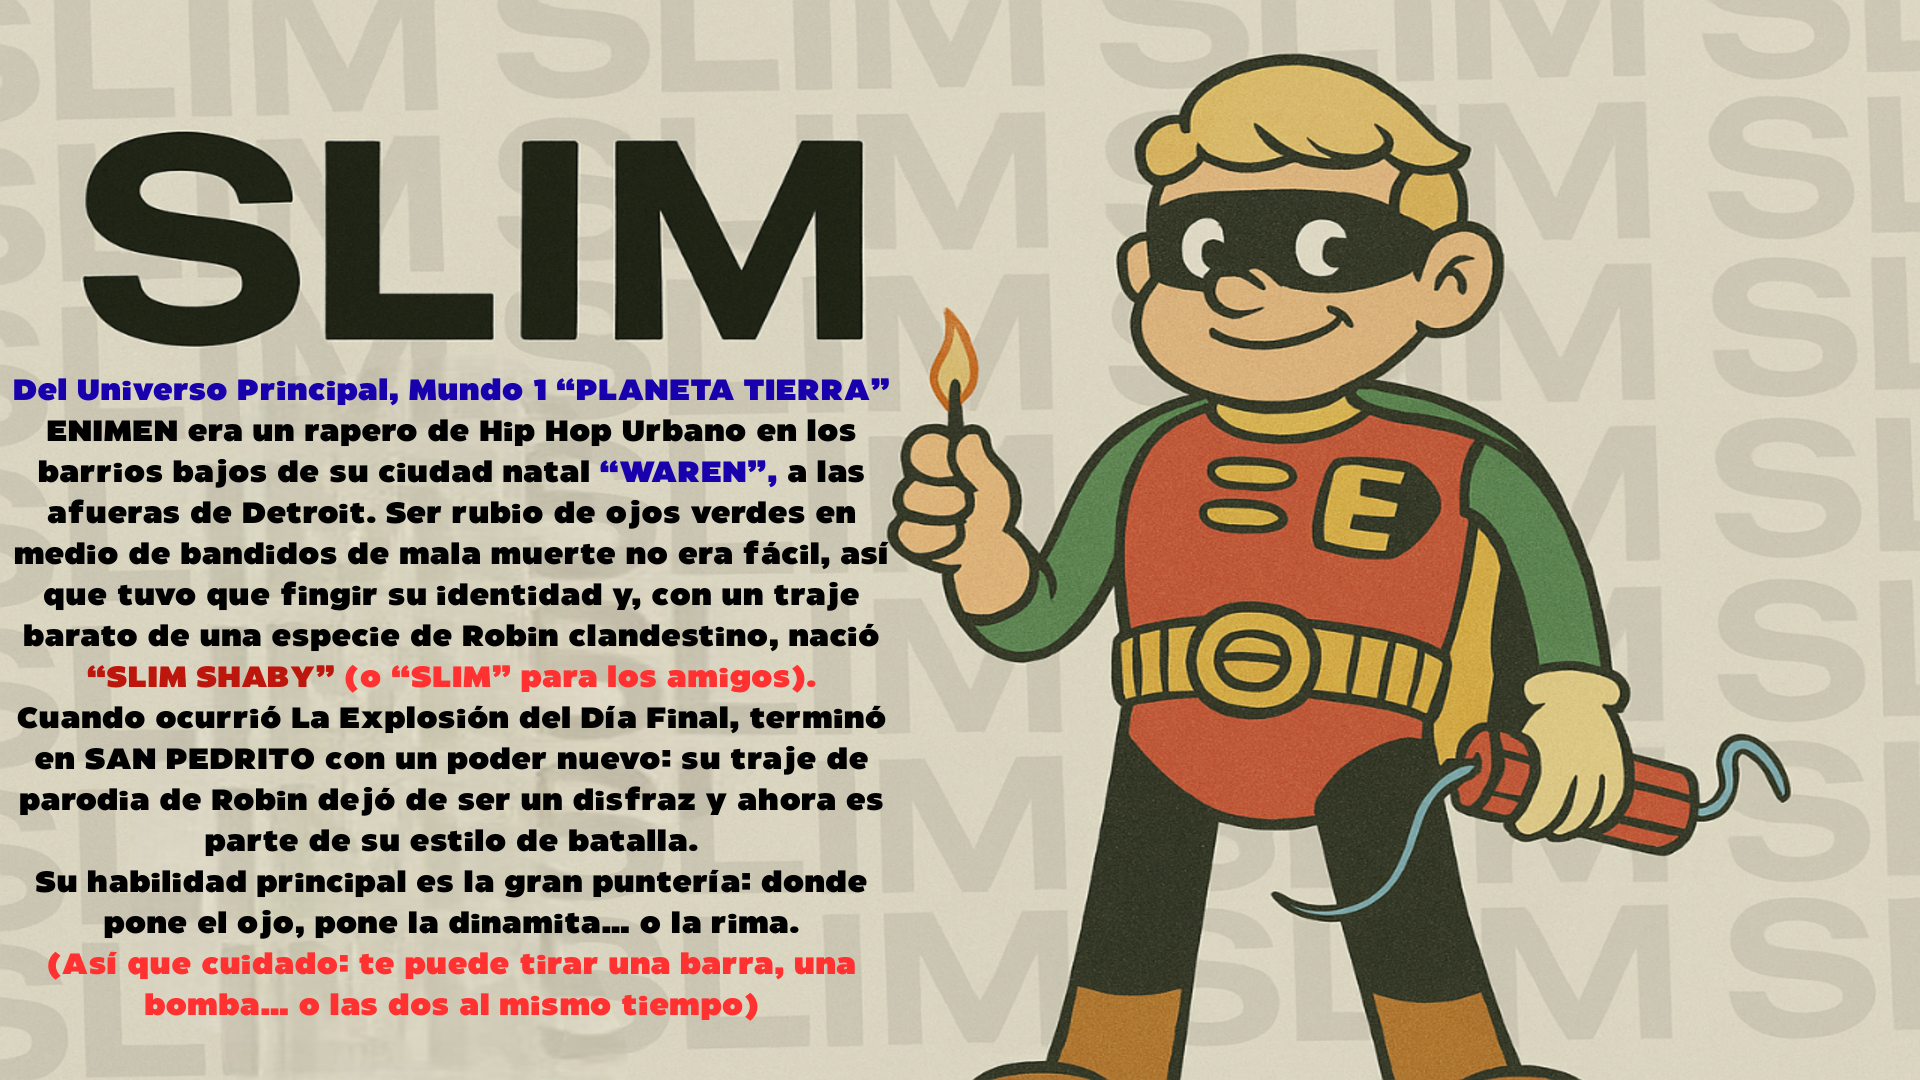 SLIM
Del Universo Principal, Mundo 1 “PLANETA TIERRA”
ENIMEN era un rapero de Hip Hop Urbano en los
barrios bajos de su ciudad natal “WAREN”, a las
afueras de Detroit. Ser rubio de ojos verdes en
medio de bandidos de mala muerte no era fácil, así
que tuvo que fingir su identidad y, con un traje
barato de una especie de Robin clandestino, nació
“SLIM SHABY” (o “SLIM” para los amigos).
Cuando ocurrió La Explosión del Día Final, terminó
en SAN PEDRITO con un poder nuevo: su traje de
parodia de Robin dejó de ser un disfraz y ahora es
parte de su estilo de batalla.
Su habilidad principal es la gran puntería: donde
pone el ojo, pone la dinamita... o la rima.
(Así que cuidado: te puede tirar una barra, una
bomba... o las dos al mismo tiempo)
E